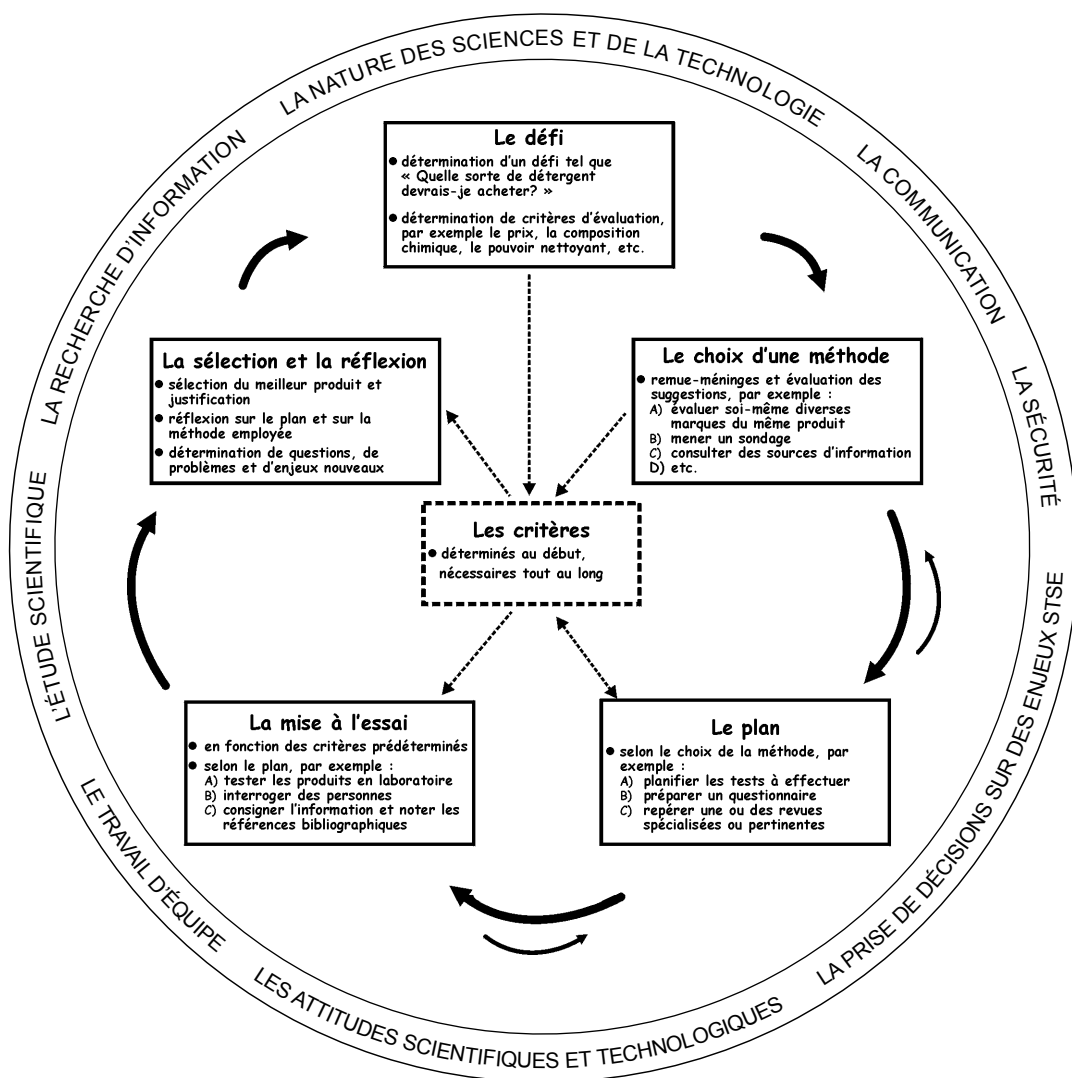 LA NATURE DES SCIENCES ET DE LA TECHNOLOGIE
LA COMMUNICATION
LA SÉCURITÉ
LA PRISE DE DÉCISIONS SUR DES ENJEUX STSE
LES ATTITUDES SCIENTIFIQUES ET TECHNOLOGIQUES
LE TRAVAIL D'ÉQUIPE
L'ÉTUDE SCIENTIFIQUE
LA RECHERCHE D'INFORMATION
Le défi
● détermination d'un défi tel que
« Quelle sorte de détergent
devrais-je acheter? »
● détermination de critères d'évaluation,
par exemple le prix, la composition
chimique, le pouvoir nettoyant, etc.
Le choix d'une méthode
● remue-méninges et évaluation des
suggestions, par exemple :
A) évaluer soi-même diverses
marques du même produit
B) mener un sondage
C) consulter des sources d'information
D) etc.
Le plan
● selon le choix de la méthode, par
exemple :
A) planifier les tests à effectuer
B) préparer un questionnaire
C) repérer une ou des revues
spécialisées ou pertinentes
La mise à l'essai
● en fonction des critères prédéterminés
● selon le plan, par exemple :
A) tester les produits en laboratoire
B) interroger des personnes
C) consigner l'information et noter les
références bibliographiques
La sélection et la réflexion
● sélection du meilleur produit et
justification
● réflexion sur le plan et sur la
méthode employée
● détermination de questions, de
problèmes et d'enjeux nouveaux
Les critères
● déterminés au début,
nécessaires tout au long